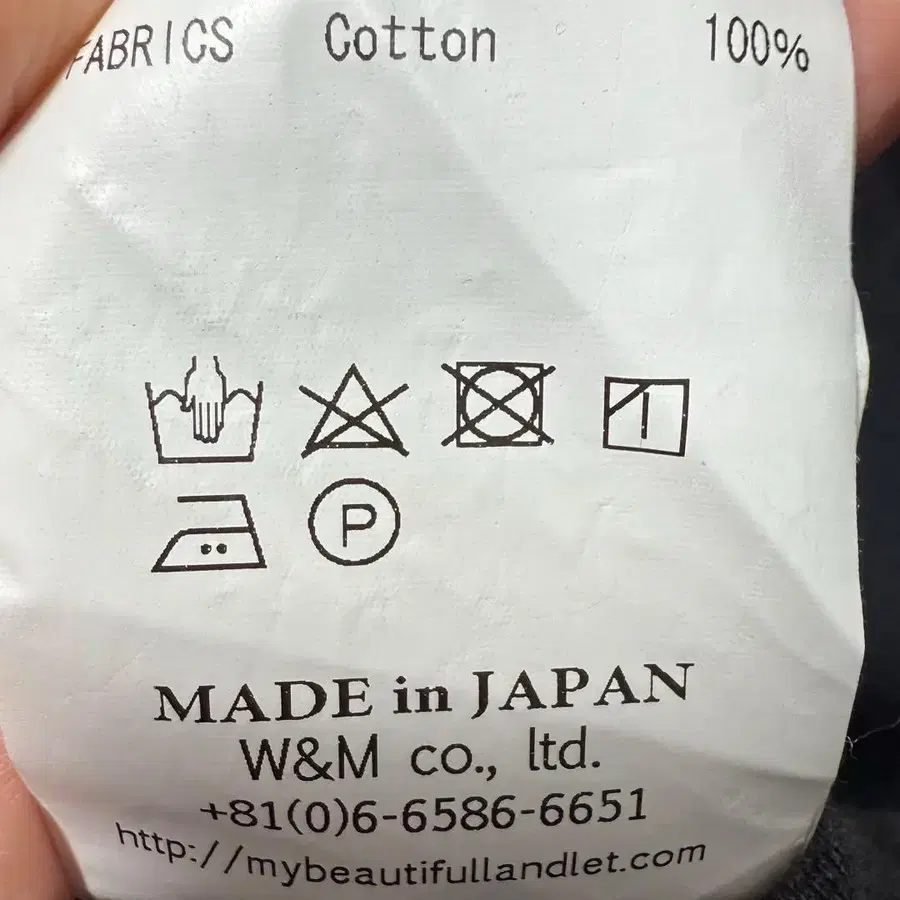 FABRICS Cotton 100%
P
MADE in JAPAN
W&M co., ltd.
+81(0)6-6586-6651
http://mybeautifullandlet.com